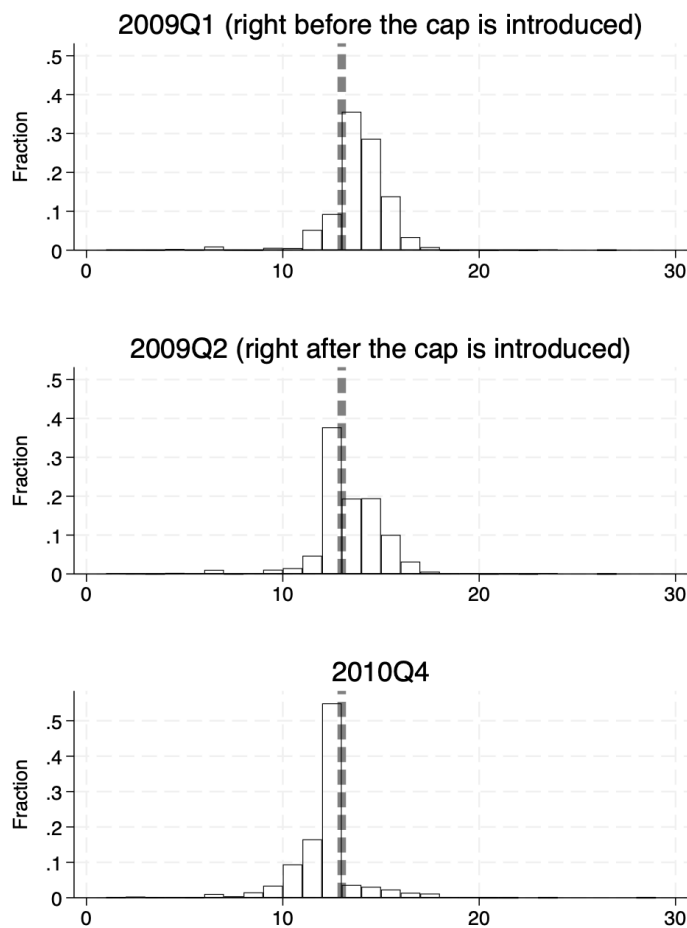 2009Q1 (right before the cap is introduced)
.5
.4
.3
.2
.1
0
Fraction
0 10 20 30
2009Q2 (right after the cap is introduced)
.5
.4
.3
.2
.1
0
Fraction
0 10 20 30
2010Q4
.5
.4
.3
.2
.1
0
Fraction
0 10 20 30